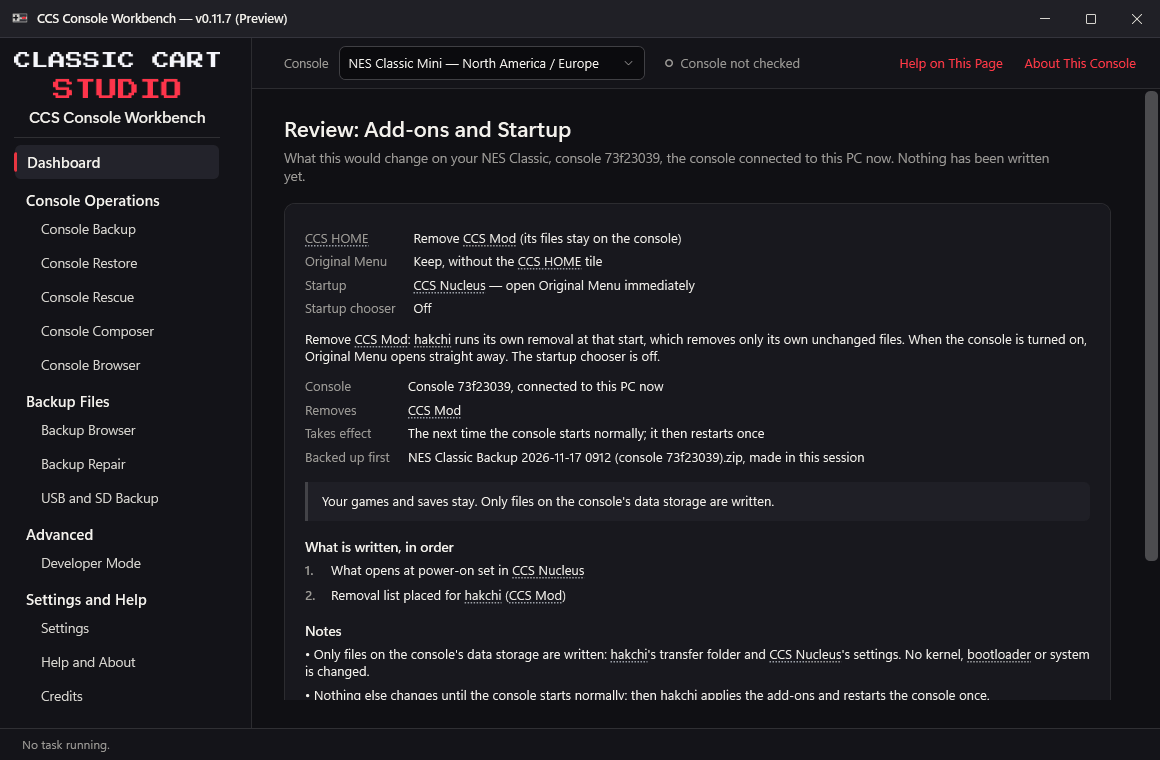 CCS Console Workbench — v0.11.7 (Preview)
CLASSIC CART
STUDIO
CCS Console Workbench
Dashboard
Console Operations
Console Backup
Console Restore
Console Rescue
Console Composer
Console Browser
Backup Files
Backup Browser
Backup Repair
USB and SD Backup
Advanced
Developer Mode
Settings and Help
Settings
Help and About
Credits
No task running.
Console
NES Classic Mini — North America / Europe
Console not checked
Help on This Page
About This Console
Review: Add-ons and Startup
What this would change on your NES Classic, console 73f23039, the console connected to this PC now. Nothing has been written
yet.
CCS HOME Remove CCS Mod (its files stay on the console)
Original Menu Keep, without the CCS HOME tile
Startup CCS Nucleus — open Original Menu immediately
Startup chooser Off
Remove CCS Mod: hakchi runs its own removal at that start, which removes only its own unchanged files. When the console is turned on,
Original Menu opens straight away. The startup chooser is off.
Console Console 73f23039, connected to this PC now
Removes CCS Mod
Takes effect The next time the console starts normally; it then restarts once
Backed up first NES Classic Backup 2026-11-17 0912 (console 73f23039).zip, made in this session
Your games and saves stay. Only files on the console's data storage are written.
What is written, in order
1. What opens at power-on set in CCS Nucleus
2. Removal list placed for hakchi (CCS Mod)
Notes
• Only files on the console's data storage are written: hakchi's transfer folder and CCS Nucleus's settings. No kernel, bootloader or system
is changed.
• Nothing else changes until the console starts normally: then hakchi applies the add-ons and restarts the console once.